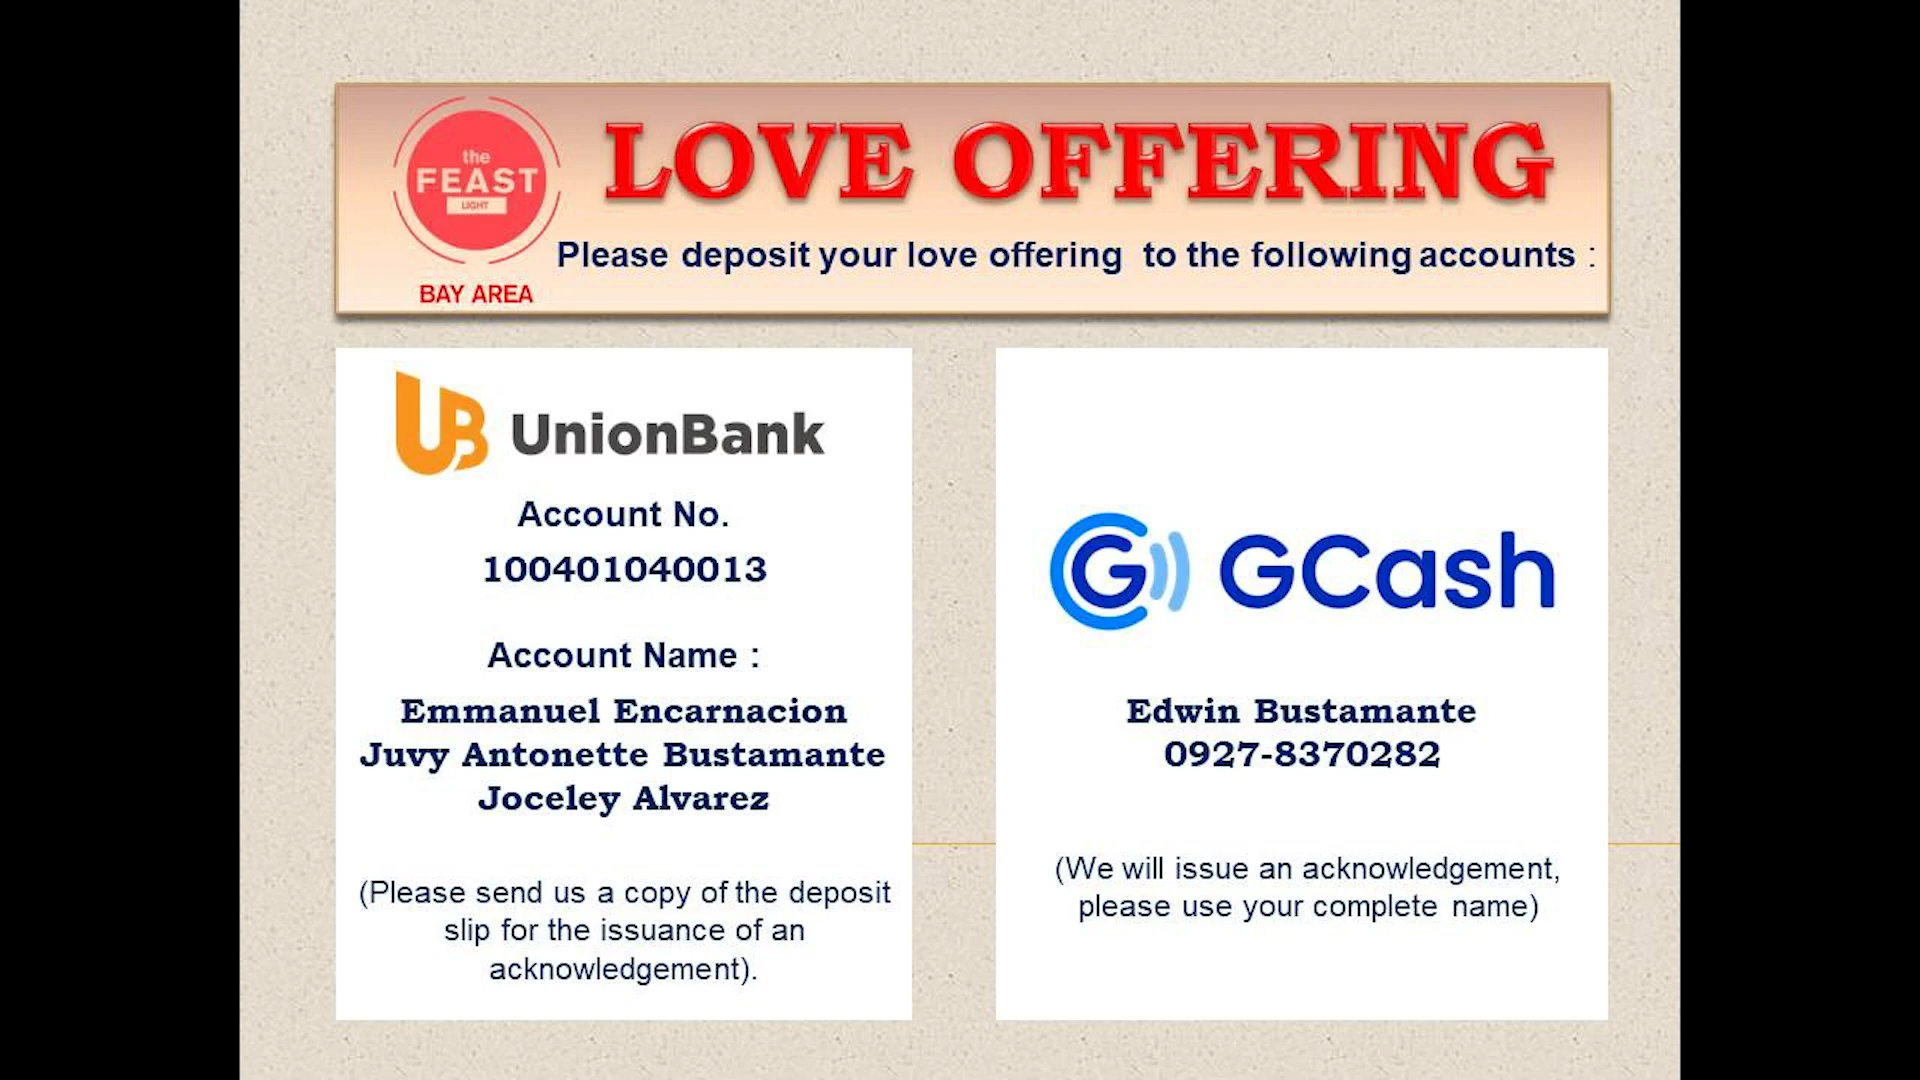 the
FEAST
LIGHT
BAY AREA
LOVE OFFERING
Please deposit your love offering to the following accounts :
UnionBank
Account No.
100401040013
Account Name :
Emmanuel Encarnacion
Juvy Antonette Bustamante
Joceley Alvarez
(Please send us a copy of the deposit
slip for the issuance of an
acknowledgement).
GCash
Edwin Bustamante
0927-8370282
(We will issue an acknowledgement,
please use your complete name)